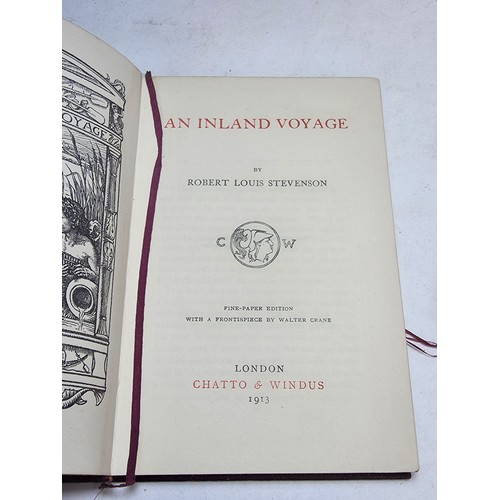 VOYAGE
AN INLAND VOYAGE
BY
ROBERT LOUIS STEVENSON
C W
FINE-PAPER EDITION
WITH A FRONTISPIECE BY WALTER CRANE
LONDON
CHATTO & WINDUS
1913